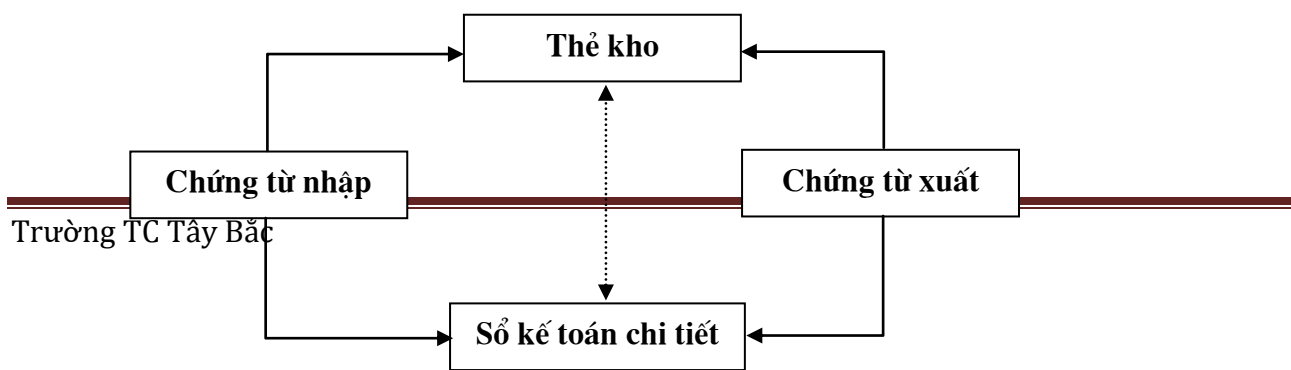 Thẻ kho
Chứng từ nhập
Chứng từ xuất
Trường TC Tây Bắc
Sổ kế toán chi tiết